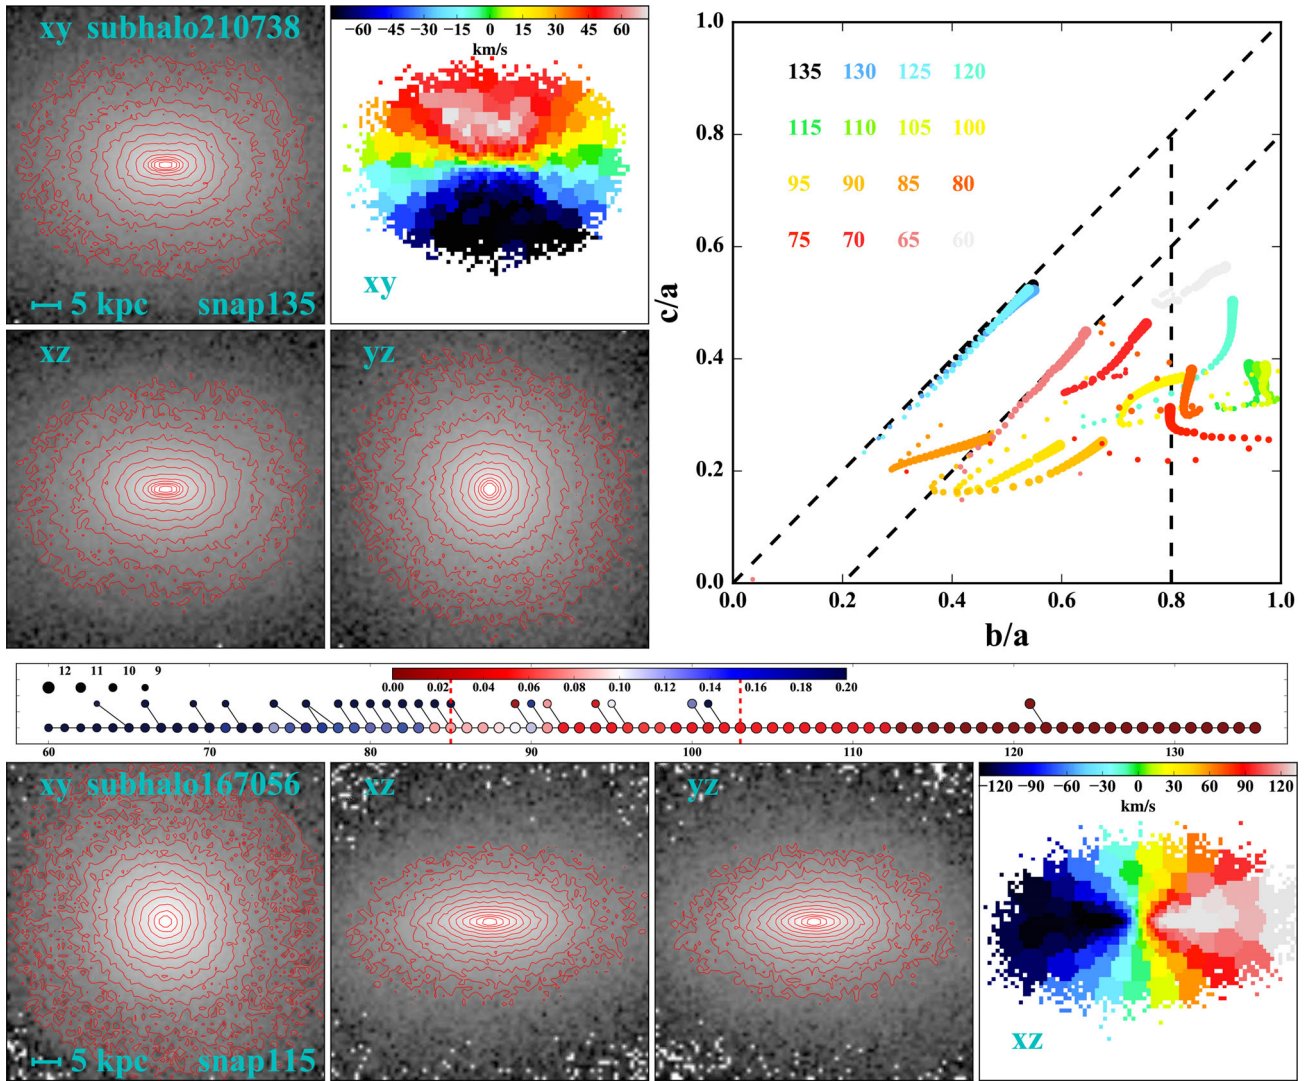 xy subhalo210738
5 kpc snap135
−60 −45 −30 −15 0 15 30 45 60
km/s
xy
xz
yz
1.0
0.8
0.6
0.4
0.2
0.0
c/a
135 130 125 120
115 110 105 100
95 90 85 80
75 70 65 60
0.0 0.2 0.4 0.6 0.8 1.0
b/a
12 11 10 9
0.00 0.02 0.04 0.06 0.08 0.10 0.12 0.14 0.16 0.18 0.20
60 70 80 90 100 110 120 130
xy subhalo167056
5 kpc snap115
xz
yz
−120 −90 −60 −30 0 30 60 90 120
km/s
xz